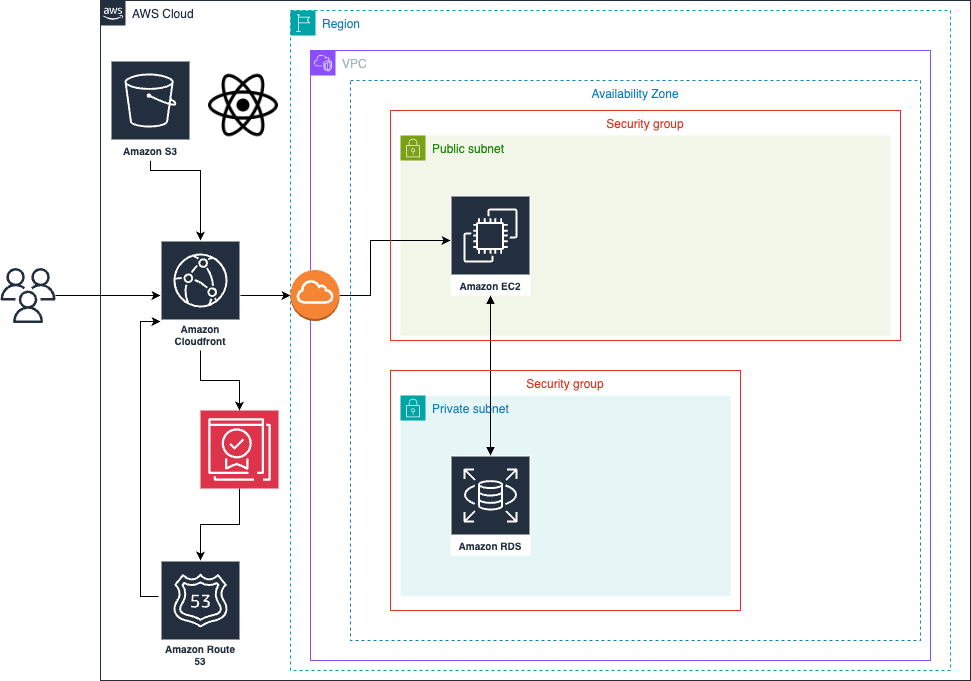 aws
AWS Cloud
Region
VPC
Availability Zone
Security group
Public subnet
Amazon S3
Amazon EC2
Amazon
Cloudfront
Security group
Private subnet
Amazon RDS
53
Amazon Route
53